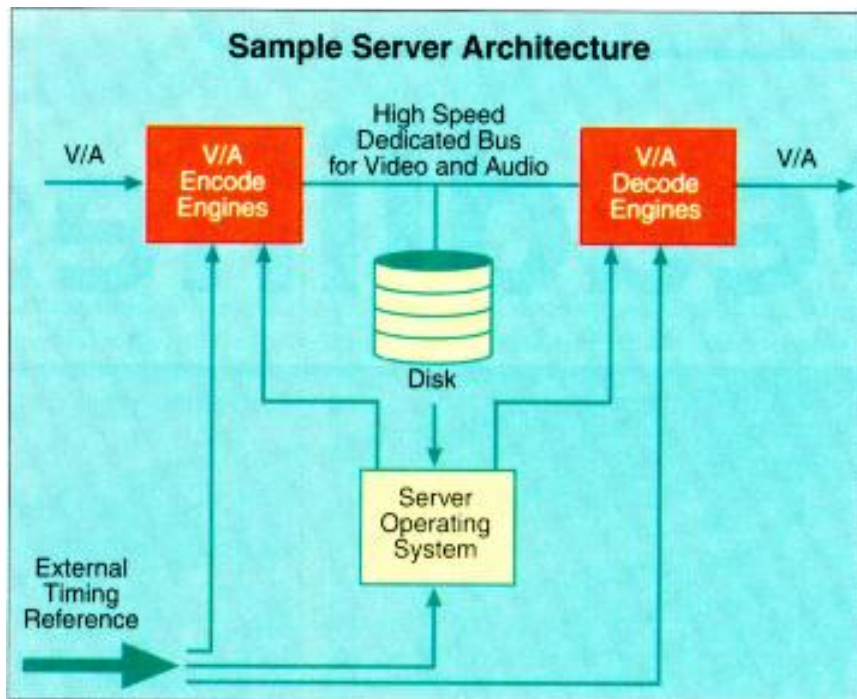 Sample Server Architecture
High Speed
Dedicated Bus
for Video and Audio
V/A
V/A
Encode
Engines
V/A
Decode
Engines
V/A
Disk
Server
Operating
System
External
Timing
Reference